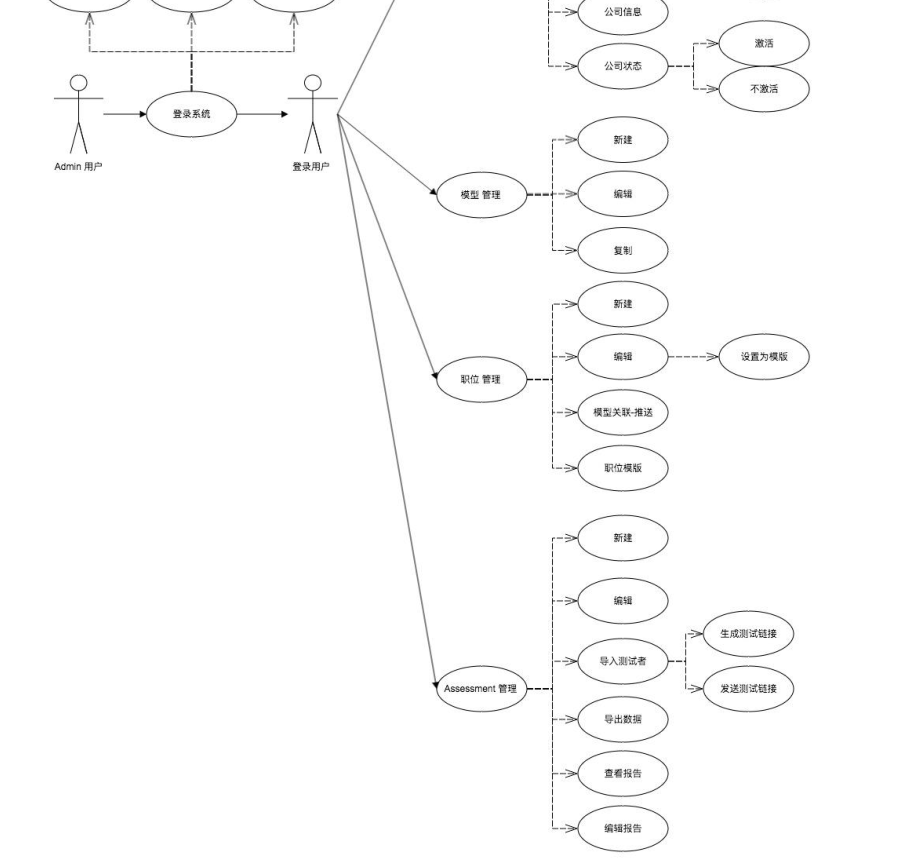 公司信息
公司状态
激活
不激活
登录系统
Admin 用户
登录用户
模型 管理
新建
编辑
复制
职位 管理
新建
编辑
设置为模版
模型关联-推送
职位模版
Assessment 管理
新建
编辑
导入测试者
生成测试链接
发送测试链接
导出数据
查看报告
编辑报告